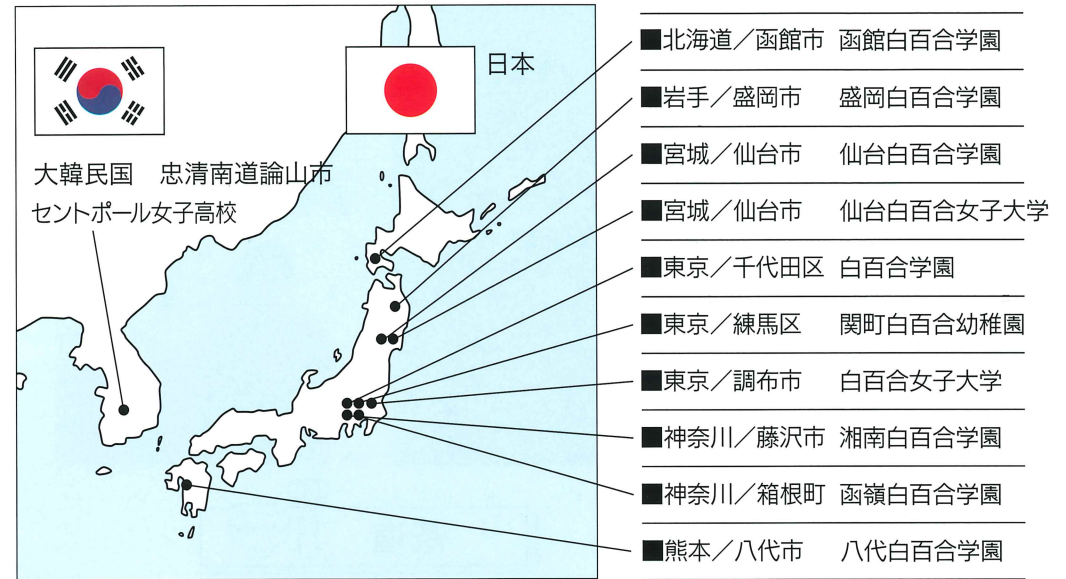 日本
大韓民国　忠清南道論山市
セントポール女子高校
■北海道／函館市　函館白百合学園
■岩手／盛岡市　盛岡白百合学園
■宮城／仙台市　仙台白百合学園
■宮城／仙台市　仙台白百合女子大学
■東京／千代田区　白百合学園
■東京／練馬区　関町白百合幼稚園
■東京／調布市　白百合女子大学
■神奈川／藤沢市　湘南白百合学園
■神奈川／箱根町　函嶺白百合学園
■熊本／八代市　八代白百合学園